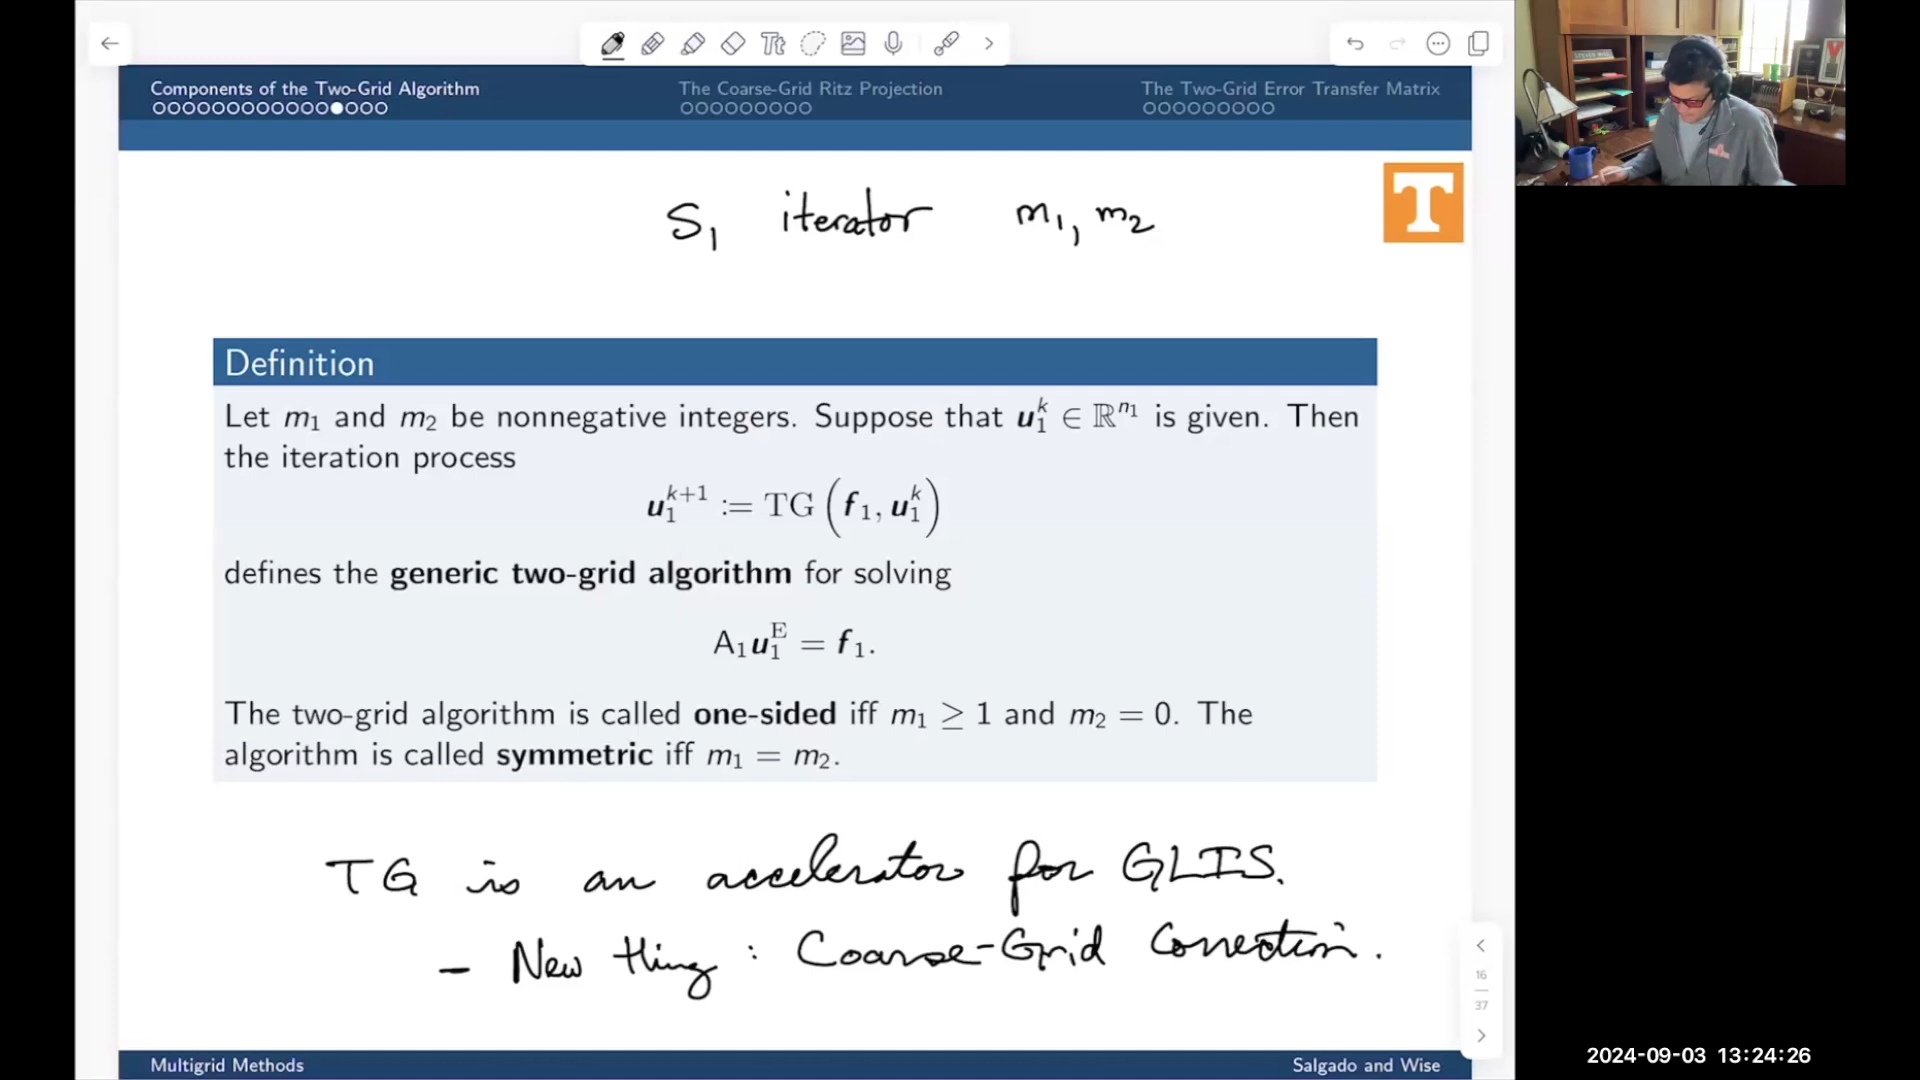 Components of the Two-Grid Algorithm
The Coarse-Grid Ritz Projection
The Two-Grid Error Transfer Matrix
S₁ iterator m₁, m₂
T
Definition
Let m₁ and m₂ be nonnegative integers. Suppose that u₁ᵏ ∈ ℝⁿ¹ is given. Then
the iteration process
u₁ᵏ⁺¹ := TG (f₁, u₁ᵏ)
defines the generic two-grid algorithm for solving
A₁u₁ᴱ = f₁.
The two-grid algorithm is called one-sided iff m₁ ≥ 1 and m₂ = 0. The
algorithm is called symmetric iff m₁ = m₂.
TG is an accelerator for GLIS.
- New thing : Coarse-Grid Correction.
16
37
Multigrid Methods
Salgado and Wise
2024-09-03 13:24:26